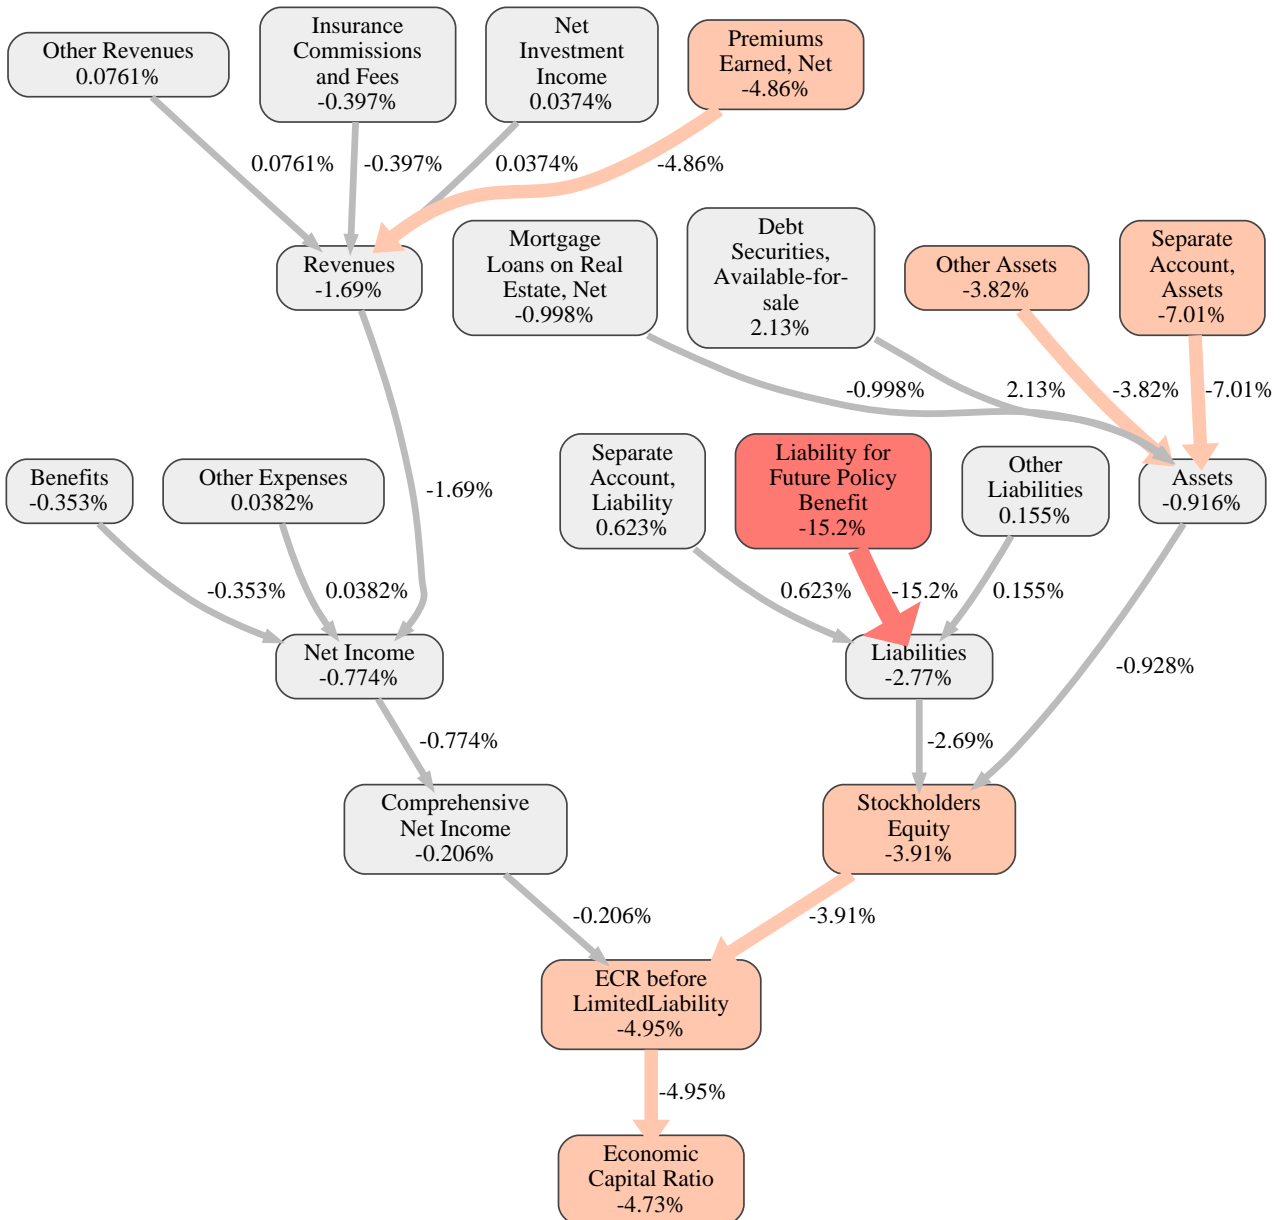 Other Revenues
0.0761%
Insurance
Commissions
and Fees
-0.397%
Net
Investment
Income
0.0374%
Premiums
Earned, Net
-4.86%
0.0761%
-0.397%
0.0374%
-4.86%
Revenues
-1.69%
Mortgage
Loans on Real
Estate, Net
-0.998%
Debt
Securities,
Available-for-
sale
2.13%
Other Assets
-3.82%
Separate
Account,
Assets
-7.01%
-0.998%
2.13%
-3.82%
-7.01%
Benefits
-0.353%
Other Expenses
0.0382%
-1.69%
Separate
Account,
Liability
0.623%
Liability for
Future Policy
Benefit
-15.2%
Other
Liabilities
0.155%
Assets
-0.916%
-0.353%
0.0382%
0.623%
-15.2%
0.155%
Net Income
-0.774%
Liabilities
-2.77%
-0.928%
-0.774%
-2.69%
Comprehensive
Net Income
-0.206%
Stockholders
Equity
-3.91%
-0.206%
-3.91%
ECR before
LimitedLiability
-4.95%
-4.95%
Economic
Capital Ratio
-4.73%